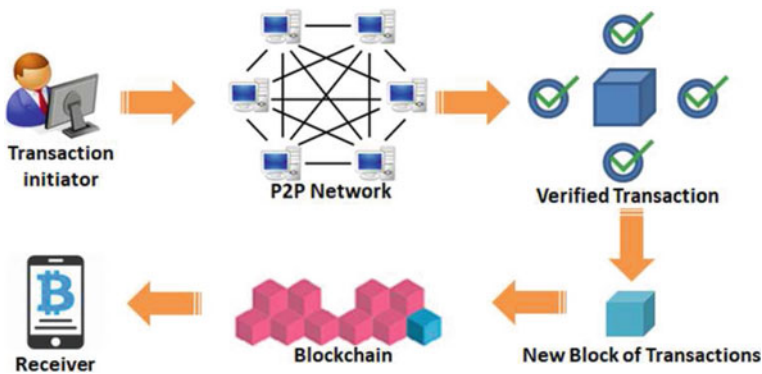 Transaction
initiator
P2P Network
Verified Transaction
Receiver
Blockchain
New Block of Transactions